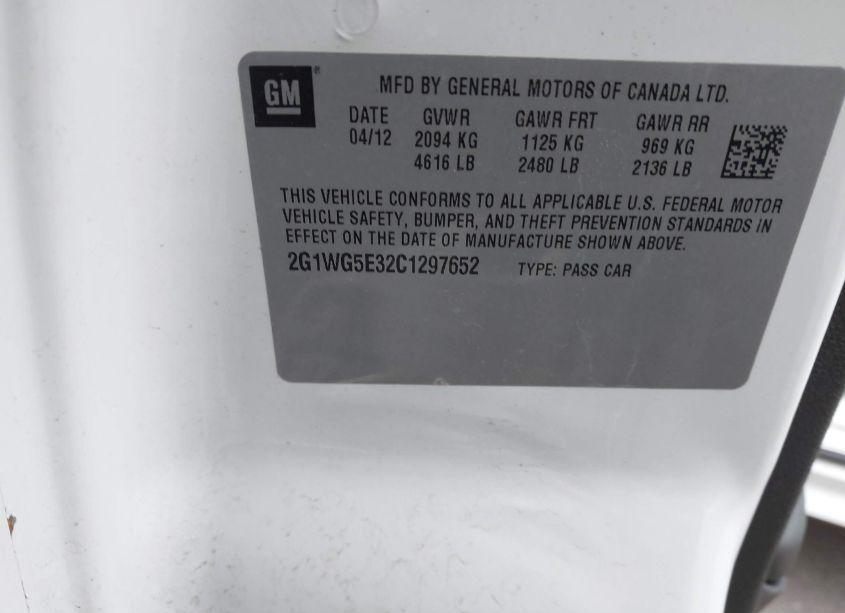 GM
MFD BY GENERAL MOTORS OF CANADA LTD.
DATE GVWR GAWR FRT GAWR RR
04/12 2094 KG 1125 KG 969 KG
4616 LB 2480 LB 2136 LB
THIS VEHICLE CONFORMS TO ALL APPLICABLE U.S. FEDERAL MOTOR
VEHICLE SAFETY, BUMPER, AND THEFT PREVENTION STANDARDS IN
EFFECT ON THE DATE OF MANUFACTURE SHOWN ABOVE.
2G1WG5E32C1297652 TYPE: PASS CAR